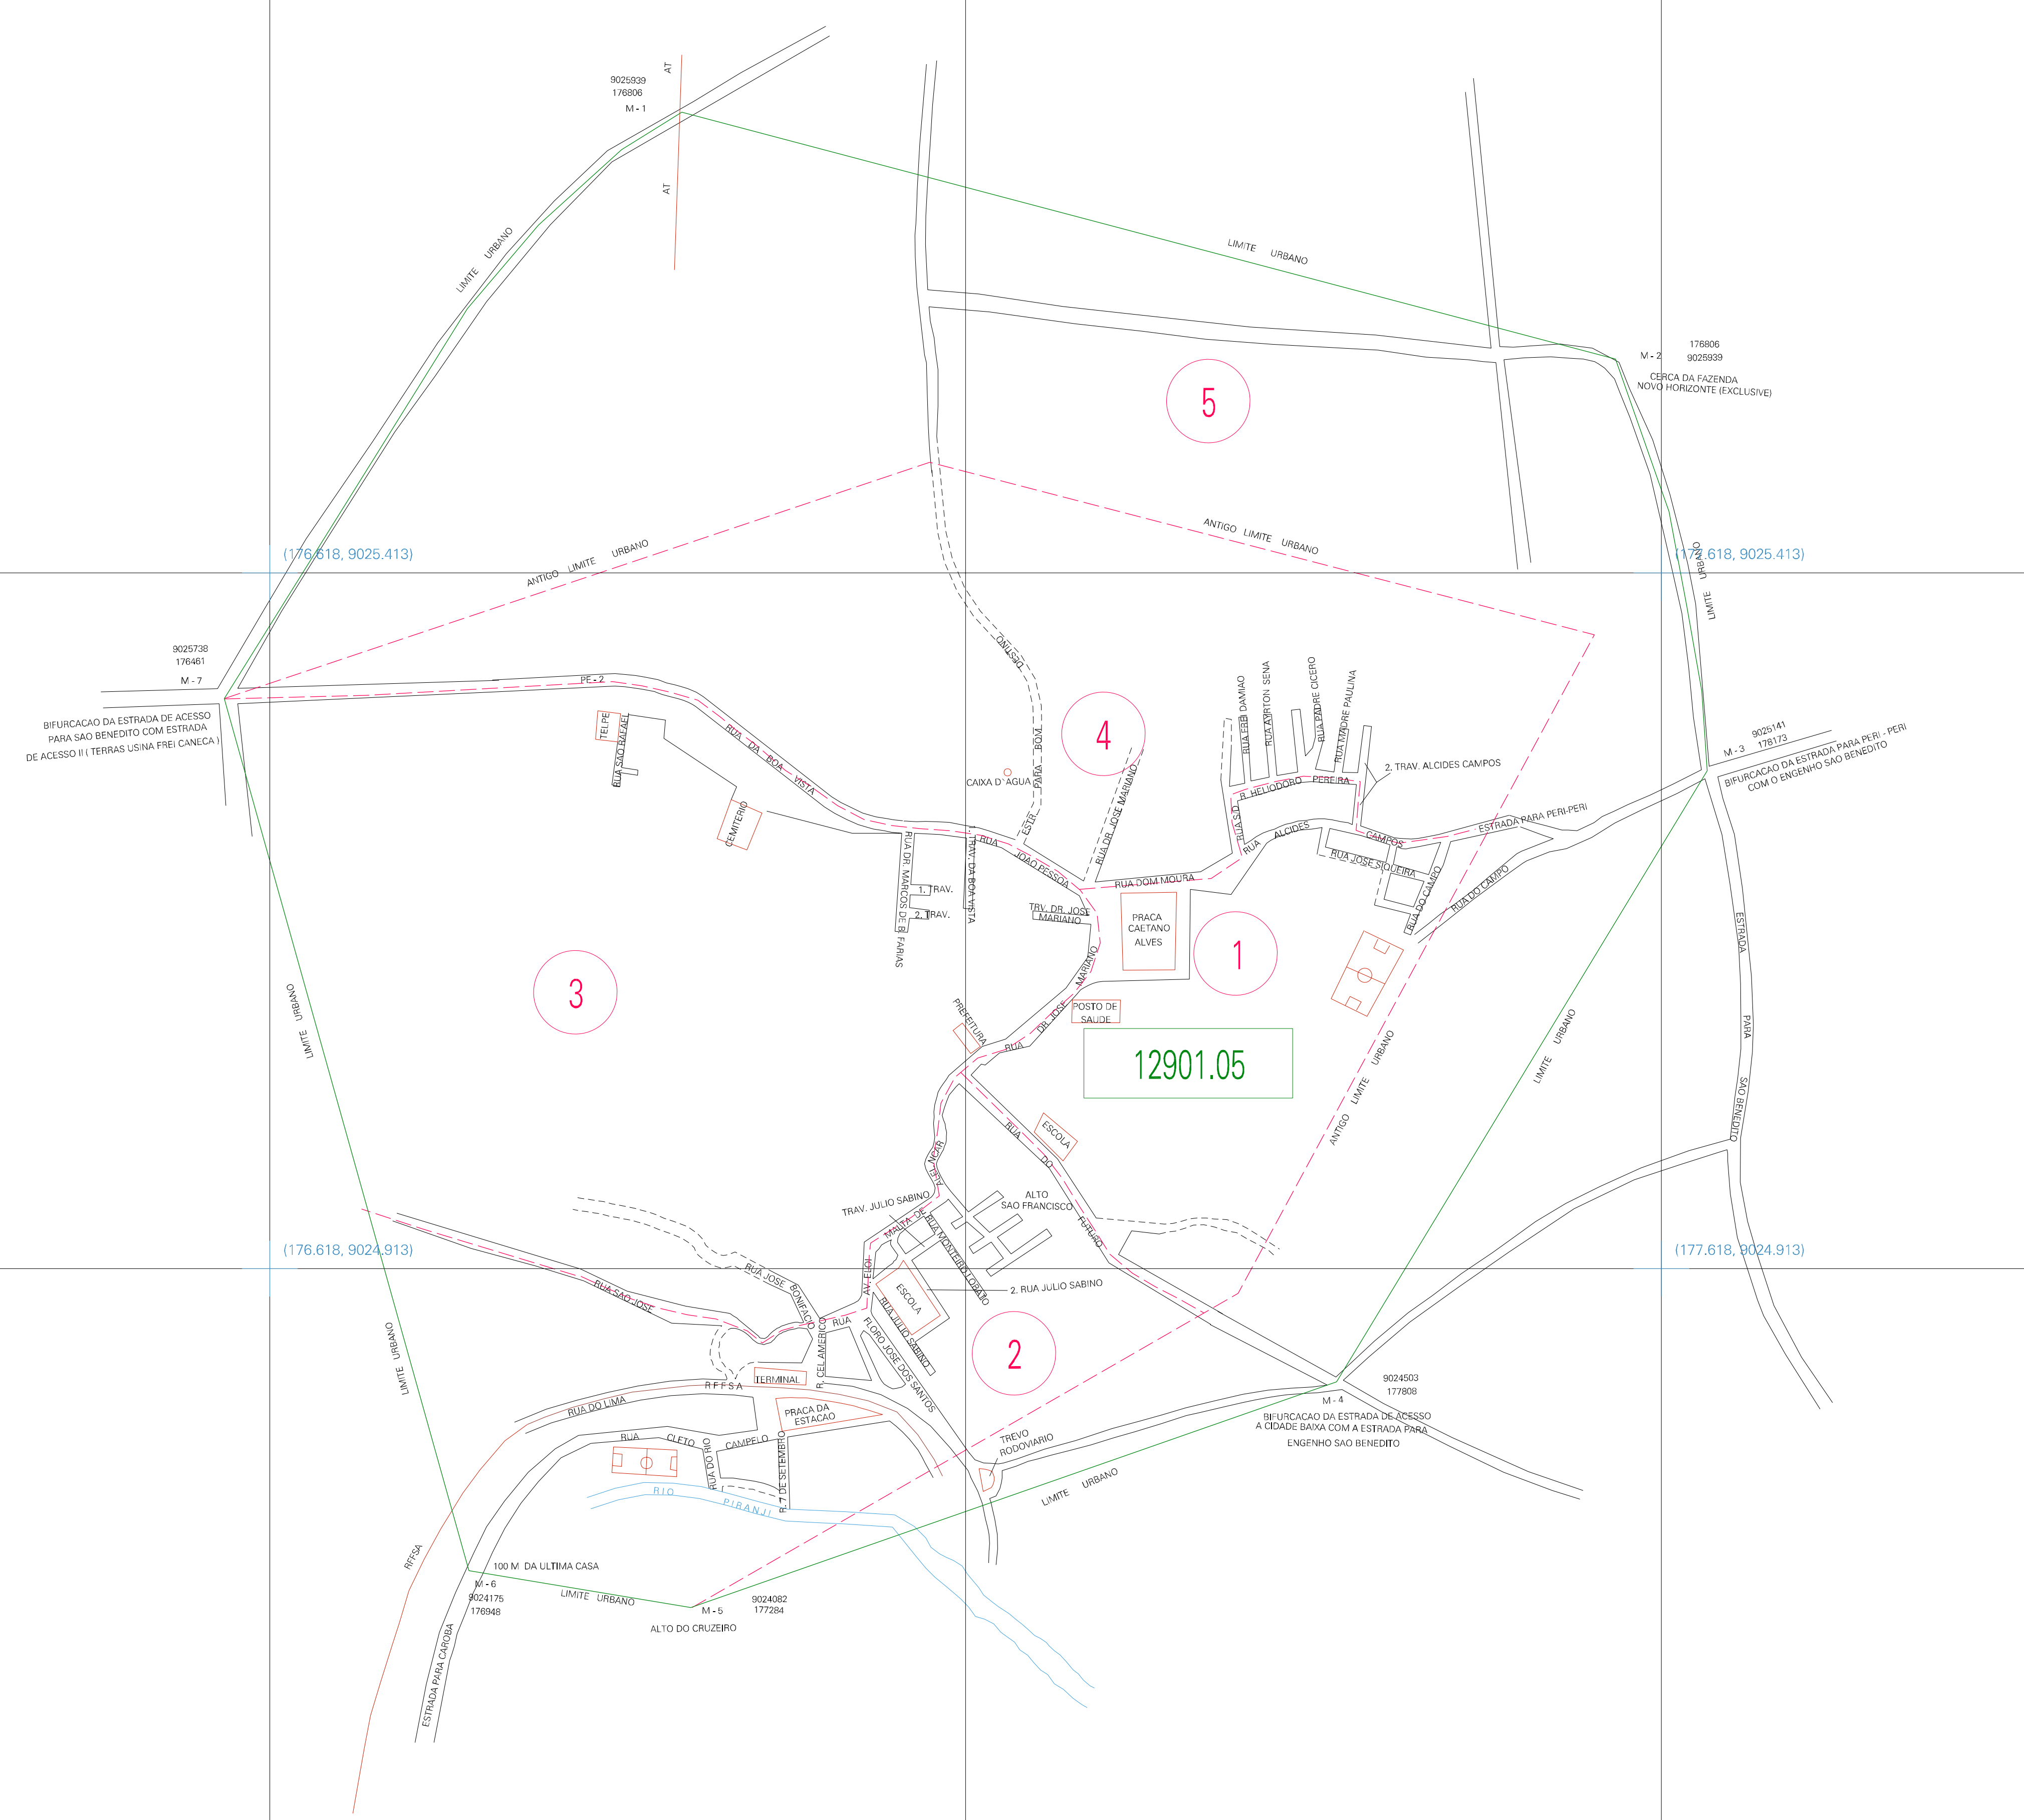 AT
9025939
176806
M - 1
AT
LIMITE URBANO
LIMITE URBANO
176806
M - 2 9025939
CERCA DA FAZENDA
NOVO HORIZONTE (EXCLUSIVE)
5
ANTIGO LIMITE URBANO
ANTIGO LIMITE URBANO
(176.618, 9025.413)
(177.618, 9025.413)
LIMITE URBANO
9025738
176461
M - 7
BIFURCACAO DA ESTRADA DE ACESSO
PARA SAO BENEDITO COM ESTRADA
DE ACESSO II ( TERRAS USINA FREI CANECA )
PE - 2
TELPE
RUA SAO RAFAEL
RUA DA BOA VISTA
CEMITERIO
DESTINO
ESTR. PARA BOM
CAIXA D`AGUA
4
RUA DR. JOSE MARIANO
RUA FREI DAMIAO
RUA AYRTON SENA
RUA PADRE CICERO
RUA MADRE PAULINA
2. TRAV. ALCIDES CAMPOS
R. HELIODORO PEREIRA
RUA S.D.
RUA ALCIDES CAMPOS
ESTRADA PARA PERI-PERI
9025141
M - 3 178173
BIFURCACAO DA ESTRADA PARA PERI - PERI
COM O ENGENHO SAO BENEDITO
RUA JOSE SIQUEIRA
RUA DO CAMPO
RUA DO CAMPO
RUA JOAO PESSOA
RUA DOM MOURA
RUA DR. MARCOS DE B. FARIAS
1. TRAV.
2. TRAV.
1. TRAV. DA BOA VISTA
TRV. DR. JOSE
MARIANO
PRACA
CAETANO
ALVES
1
3
RUA DR. JOSE MARIANO
POSTO DE
SAUDE
PREFEITURA
12901.05
ESCOLA
RUA DO FUTURO
ANTIGO LIMITE URBANO
LIMITE URBANO
ESTRADA PARA SAO BENEDITO
LIMITE URBANO
AV. ELOI MALTA DE ALELNCAR
TRAV. JULIO SABINO
ALTO
SAO FRANCISCO
RUA MONTEIRO LOBATO
2. RUA JULIO SABINO
ESCOLA
RUA JULIO SABINO
(176.618, 9024.913)
(177.618, 9024.913)
RUA SAO JOSE
RUA JOSE BONIFACIO
R. CEL. AMERICO
RUA FLORO JOSE DOS SANTOS
2
LIMITE URBANO
TERMINAL
RFFSA
RUA DO LIMA
PRACA DA
ESTACAO
RUA CLETO CAMPELO
RUA DO RIO
R. 7 DE SETEMBRO
RIO PIRANJI
TREVO
RODOVIARIO
LIMITE URBANO
9024503
177808
M - 4
BIFURCACAO DA ESTRADA DE ACESSO
A CIDADE BAIXA COM A ESTRADA PARA
ENGENHO SAO BENEDITO
RFFSA
100 M DA ULTIMA CASA
M - 6
9024175
176948
LIMITE URBANO
9024082
M - 5 177284
ALTO DO CRUZEIRO
ESTRADA PARA CAROBA